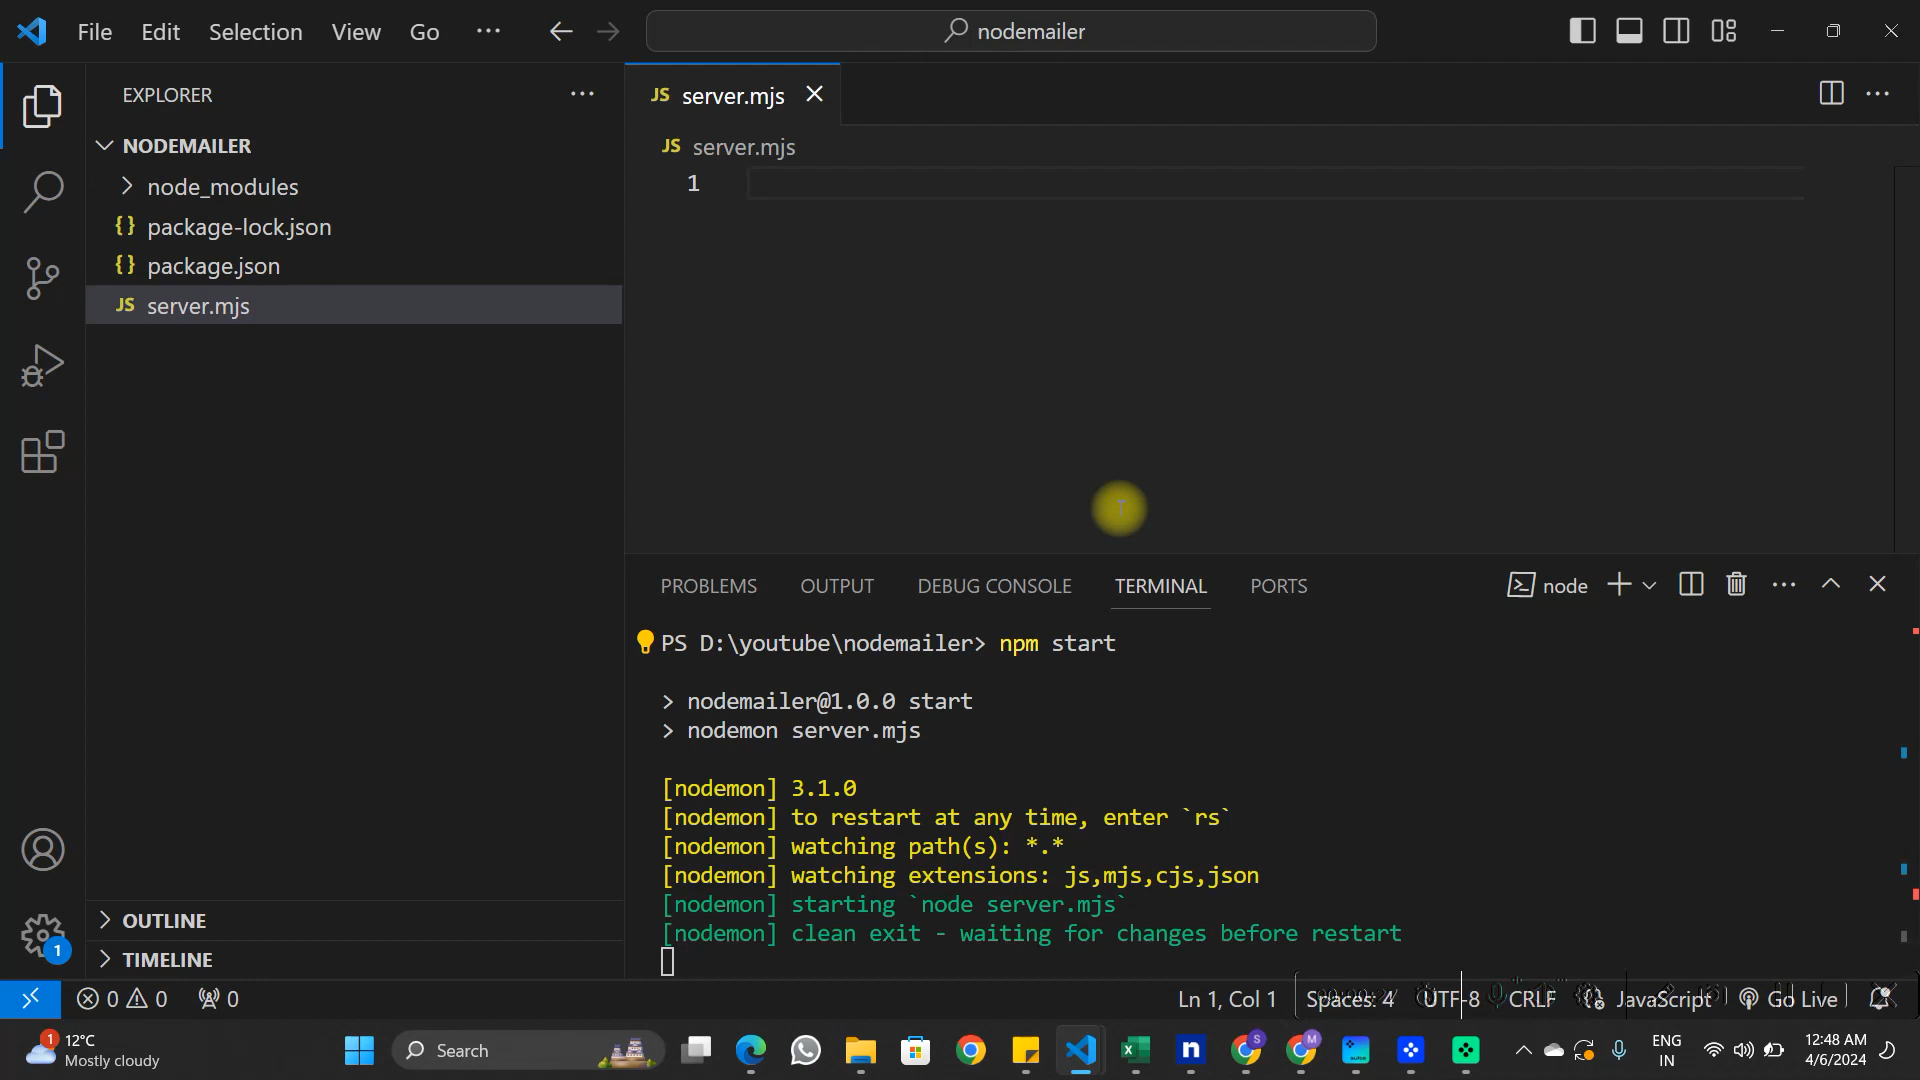 File Edit Selection View Go ··· nodemailer
EXPLORER ···
NODEMAILER
node_modules
{} package-lock.json
{} package.json
JS server.mjs
OUTLINE
TIMELINE
1
JS server.mjs
···
JS server.mjs
1
PROBLEMS OUTPUT DEBUG CONSOLE TERMINAL PORTS node ···
PS D:\youtube\nodemailer> npm start
> nodemailer@1.0.0 start
> nodemon server.mjs
[nodemon] 3.1.0
[nodemon] to restart at any time, enter `rs`
[nodemon] watching path(s): *.*
[nodemon] watching extensions: js,mjs,cjs,json
[nodemon] starting `node server.mjs`
[nodemon] clean exit - waiting for changes before restart
0 0 0 Ln 1, Col 1 Spaces: 4 UTF-8 CRLF JavaScript Go Live
1 12°C
Mostly cloudy
Search
n
S
M
ENG
IN
12:48 AM
4/6/2024